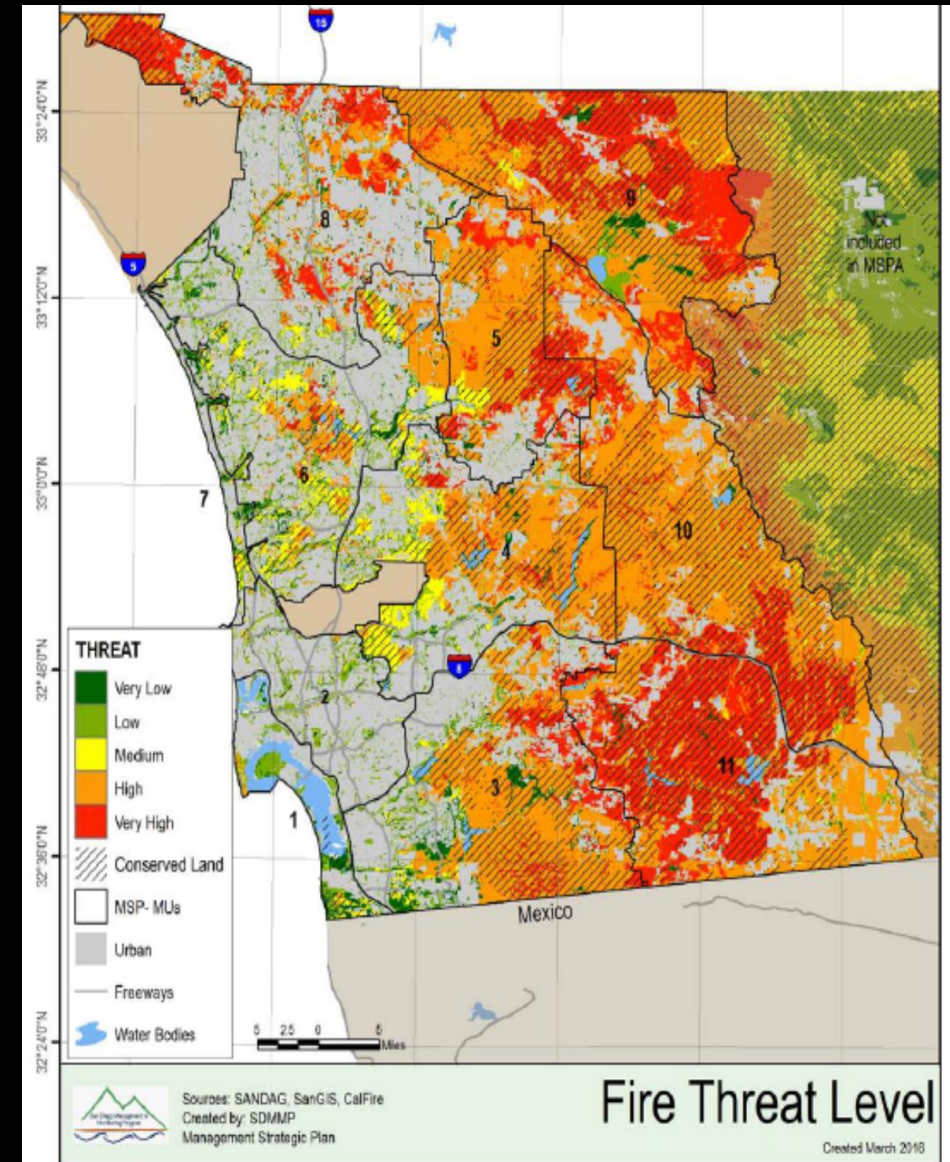 15
33°24'0"N
9
No
included
in MSPA
8
5
33°12'0"N
5
6
33°0'0"N
7
10
4
THREAT
Very Low
Low
Medium
High
Very High
Conserved Land
MSP- MUs
Urban
Freeways
Water Bodies
32°48'0"N
8
2
11
3
1
32°36'0"N
Mexico
32°24'0"N
5 2.5 0 5
Miles
Sources: SANDAG, SanGIS, CalFire
Created by: SDMMP
Management Strategic Plan
Fire Threat Level
Created March 2016